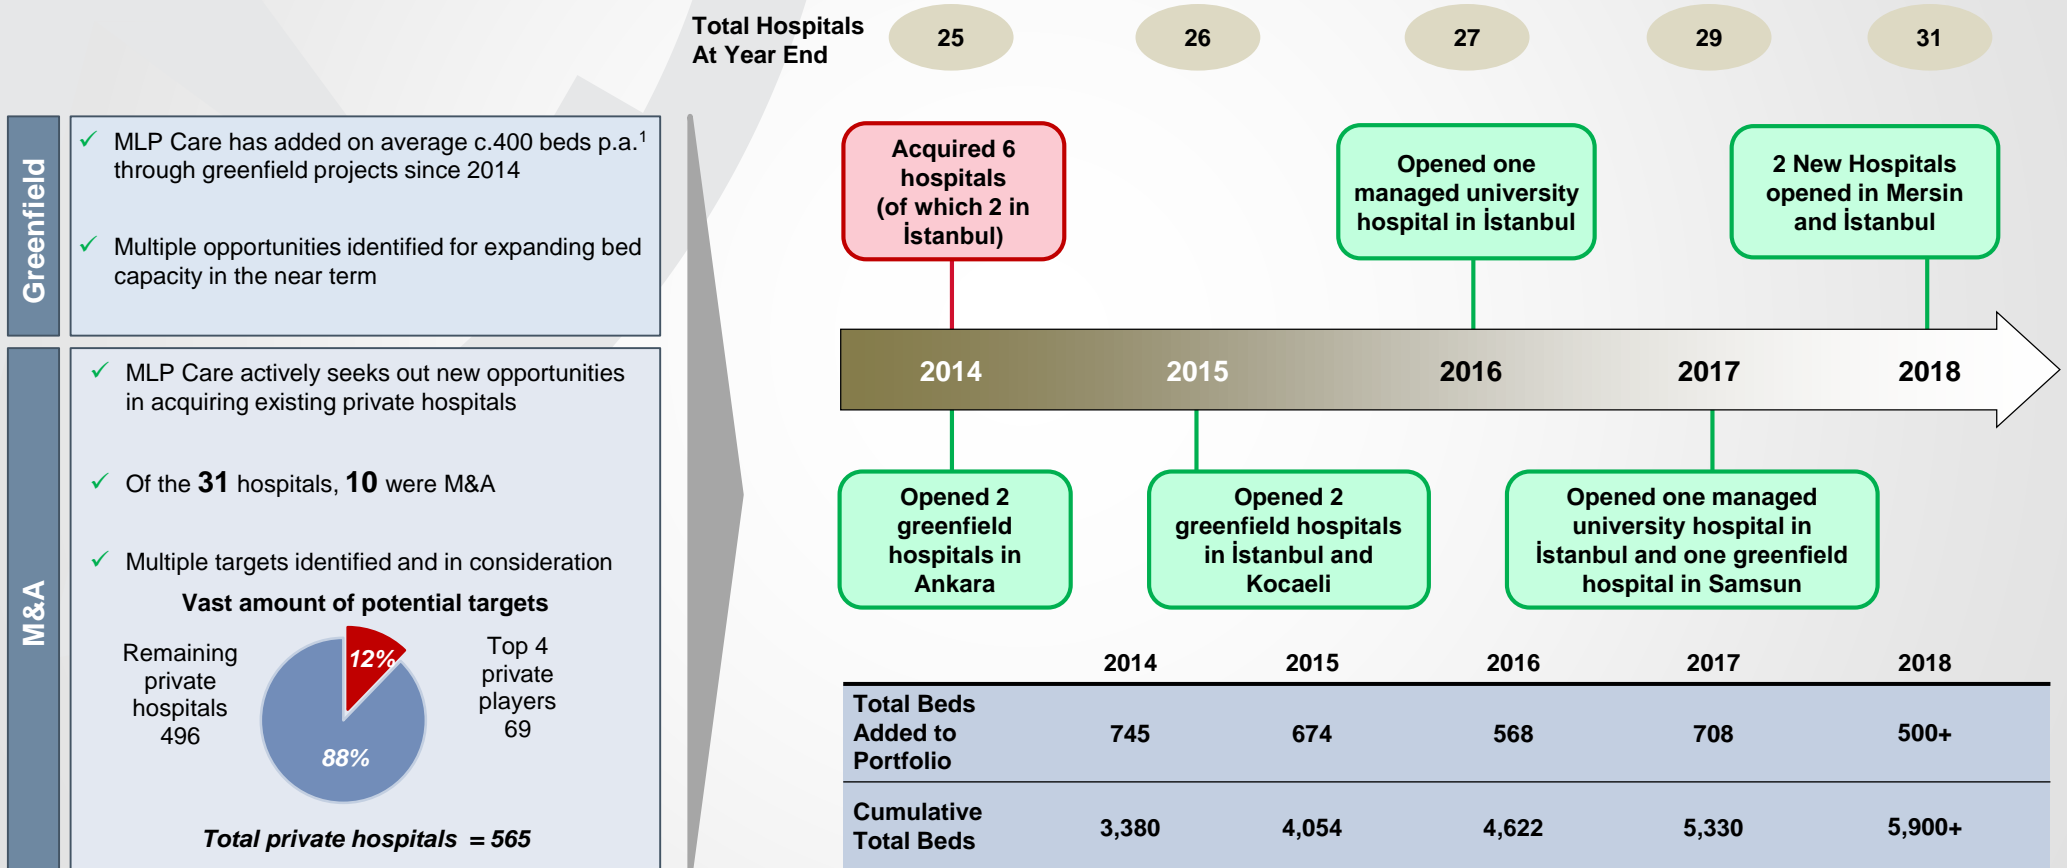 Total Hospitals
At Year End
25
26
27
29
31
Greenfield
✓ MLP Care has added on average c.400 beds p.a.¹
through greenfield projects since 2014
✓ Multiple opportunities identified for expanding bed
capacity in the near term
M&A
✓ MLP Care actively seeks out new opportunities
in acquiring existing private hospitals
✓ Of the 31 hospitals, 10 were M&A
✓ Multiple targets identified and in consideration
Vast amount of potential targets
Remaining
private
hospitals
496
12%
88%
Top 4
private
players
69
Total private hospitals = 565
Acquired 6
hospitals
(of which 2 in
İstanbul)
Opened one
managed university
hospital in İstanbul
2 New Hospitals
opened in Mersin
and İstanbul
2014
2015
2016
2017
2018
Opened 2
greenfield
hospitals in
Ankara
Opened 2
greenfield hospitals
in İstanbul and
Kocaeli
Opened one managed
university hospital in
İstanbul and one greenfield
hospital in Samsun
2014 2015 2016 2017 2018
Total Beds
Added to
Portfolio
745 674 568 708 500+
Cumulative
Total Beds
3,380 4,054 4,622 5,330 5,900+